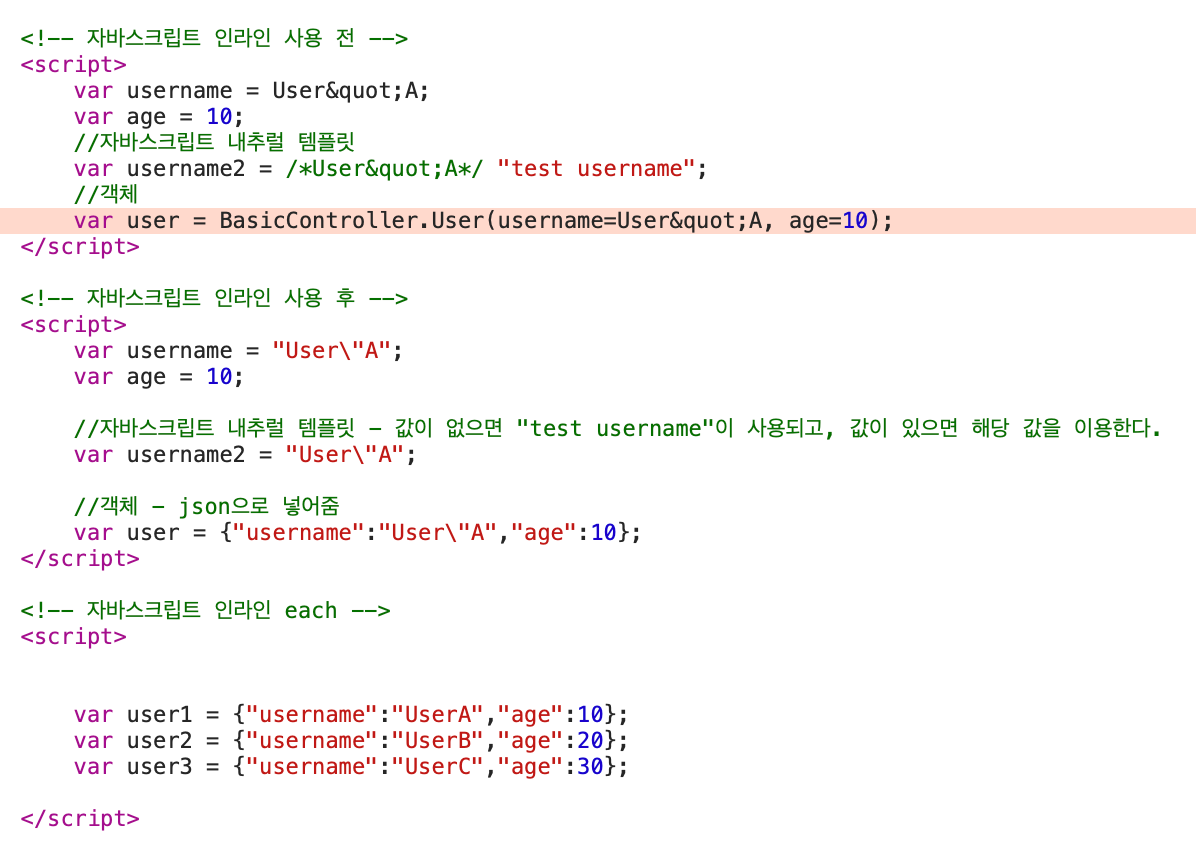 <!-- 자바스크립트 인라인 사용 전 -->
<script>
    var username = User&quot;A;
    var age = 10;
    //자바스크립트 내추럴 템플릿
    var username2 = /*User&quot;A*/ "test username";
    //객체
    var user = BasicController.User(username=User&quot;A, age=10);
</script>

<!-- 자바스크립트 인라인 사용 후 -->
<script>
    var username = "User\"A";
    var age = 10;

    //자바스크립트 내추럴 템플릿 - 값이 없으면 "test username"이 사용되고, 값이 있으면 해당 값을 이용한다.
    var username2 = "User\"A";

    //객체 - json으로 넣어줌
    var user = {"username":"User\"A","age":10};
</script>

<!-- 자바스크립트 인라인 each -->
<script>


    var user1 = {"username":"UserA","age":10};
    var user2 = {"username":"UserB","age":20};
    var user3 = {"username":"UserC","age":30};

</script>